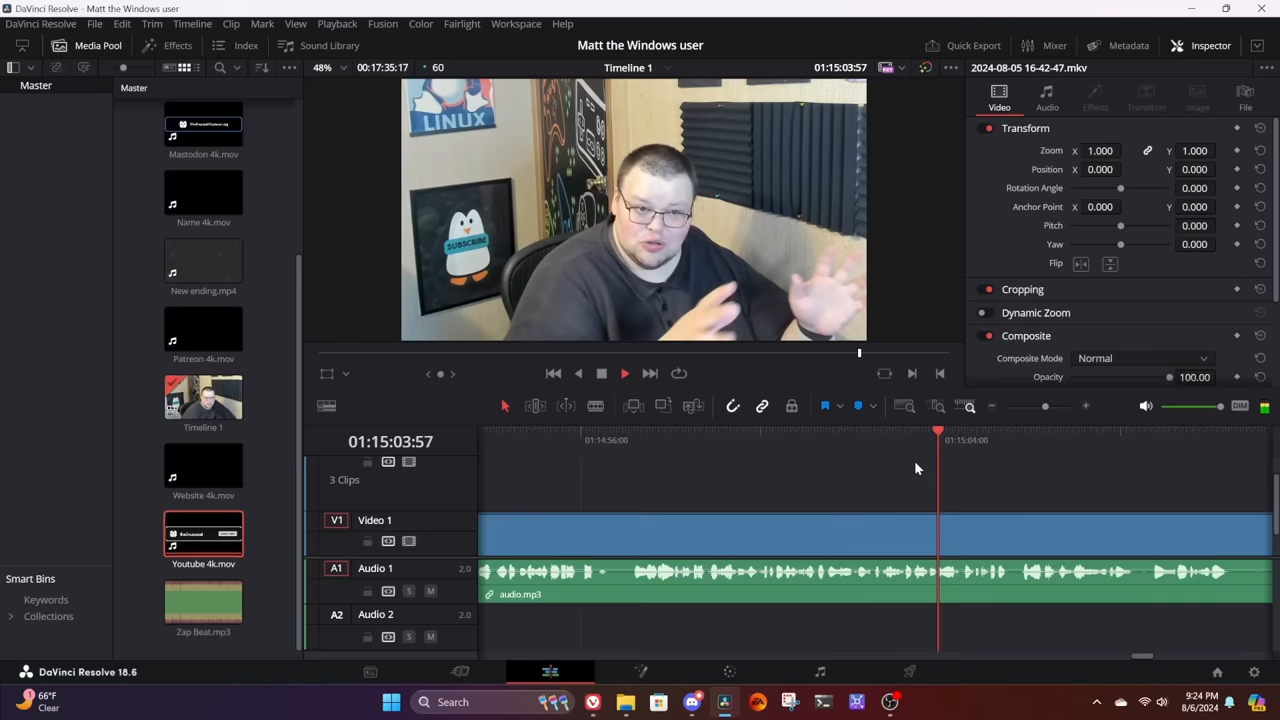 DaVinci Resolve - Matt the Windows user
DaVinci Resolve File Edit Trim Timeline Clip Mark View Playback Fusion Color Fairlight Workspace Help
Media Pool Effects Index Sound Library Matt the Windows user Quick Export Mixer Metadata Inspector
48% 00:17:35:17 60 Timeline 1 01:15:03:57 2024-08-05 16-42-47.mkv
Master
Master
Mastodon 4k.mov
Name 4k.mov
New ending.mp4
Patreon 4k.mov
Timeline 1
Website 4k.mov
Youtube 4k.mov
Zap Beat.mp3
Smart Bins
Keywords
Collections
LINUX
SUBSCRIBE
Video Audio Effects Transition Image File
Transform
Zoom X 1.000 Y 1.000
Position X 0.000 Y 0.000
Rotation Angle 0.000
Anchor Point X 0.000 Y 0.000
Pitch 0.000
Yaw 0.000
Flip
Cropping
Dynamic Zoom
Composite
Composite Mode Normal
Opacity 100.00
DIM
01:15:03:57
01:14:56:00 01:15:04:00
3 Clips
V1 Video 1
A1 Audio 1 2.0
S M
audio.mp3
A2 Audio 2 2.0
S M
DaVinci Resolve 18.6
1
66°F
Clear
Search
9:24 PM
8/6/2024